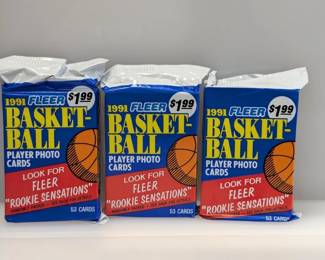 1991 FLEER $1.99
BASKET-
BALL
PLAYER PHOTO
CARDS
LOOK FOR
FLEER
"ROOKIE SENSATIONS"
53 CARDS
1991 FLEER $1.99
BASKET-
BALL
PLAYER PHOTO
CARDS
LOOK FOR
FLEER
"ROOKIE SENSATIONS"
53 CARDS
1991 FLEER $1.99
BASKET-
BALL
PLAYER PHOTO
CARDS
LOOK FOR
FLEER
"ROOKIE SENSATIONS"
53 CARDS